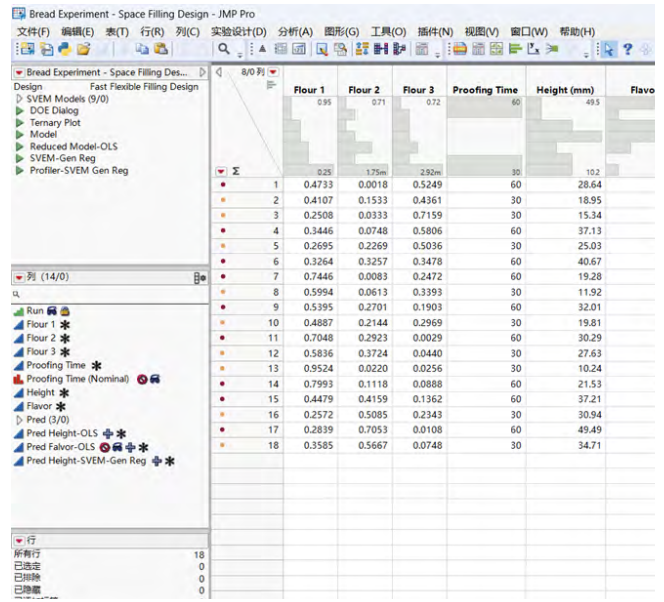 Bread Experiment - Space Filling Design - JMP Pro
文件(F) 编辑(E) 表(T) 行(R) 列(C) 实验设计(D) 分析(A) 图形(G) 工具(O) 插件(N) 视图(V) 窗口(W) 帮助(H)
Bread Experiment - Space Filling Des...
Design Fast Flexible Filling Design
SVEM Models (9/0)
DOE Dialog
Ternary Plot
Model
Reduced Model-OLS
SVEM-Gen Reg
Profiler-SVEM Gen Reg
列 (14/0)
Run
Flour 1
Flour 2
Flour 3
Proofing Time
Proofing Time (Nominal)
Height
Flavor
Pred (3/0)
Pred Height-OLS
Pred Falvor-OLS
Pred Height-SVEM-Gen Reg
行
所有行 18
已选定 0
已排除 0
已隐藏 0
8/0 列
Flour 1 Flour 2 Flour 3 Proofing Time Height (mm) Flavo
0.95 0.71 0.72 60 49.5
Σ 0.25 1.75m 2.92m 30 10.2
1 0.4733 0.0018 0.5249 60 28.64
2 0.4107 0.1533 0.4361 30 18.95
3 0.2508 0.0333 0.7159 30 15.34
4 0.3446 0.0748 0.5806 60 37.13
5 0.2695 0.2269 0.5036 30 25.03
6 0.3264 0.3257 0.3478 60 40.67
7 0.7446 0.0083 0.2472 60 19.28
8 0.5994 0.0613 0.3393 30 11.92
9 0.5395 0.2701 0.1903 60 32.01
10 0.4887 0.2144 0.2969 30 19.81
11 0.7048 0.2923 0.0029 60 30.29
12 0.5836 0.3724 0.0440 30 27.63
13 0.9524 0.0220 0.0256 30 10.24
14 0.7993 0.1118 0.0888 60 21.53
15 0.4479 0.4159 0.1362 60 37.21
16 0.2572 0.5085 0.2343 30 30.94
17 0.2839 0.7053 0.0108 60 49.49
18 0.3585 0.5667 0.0748 30 34.71